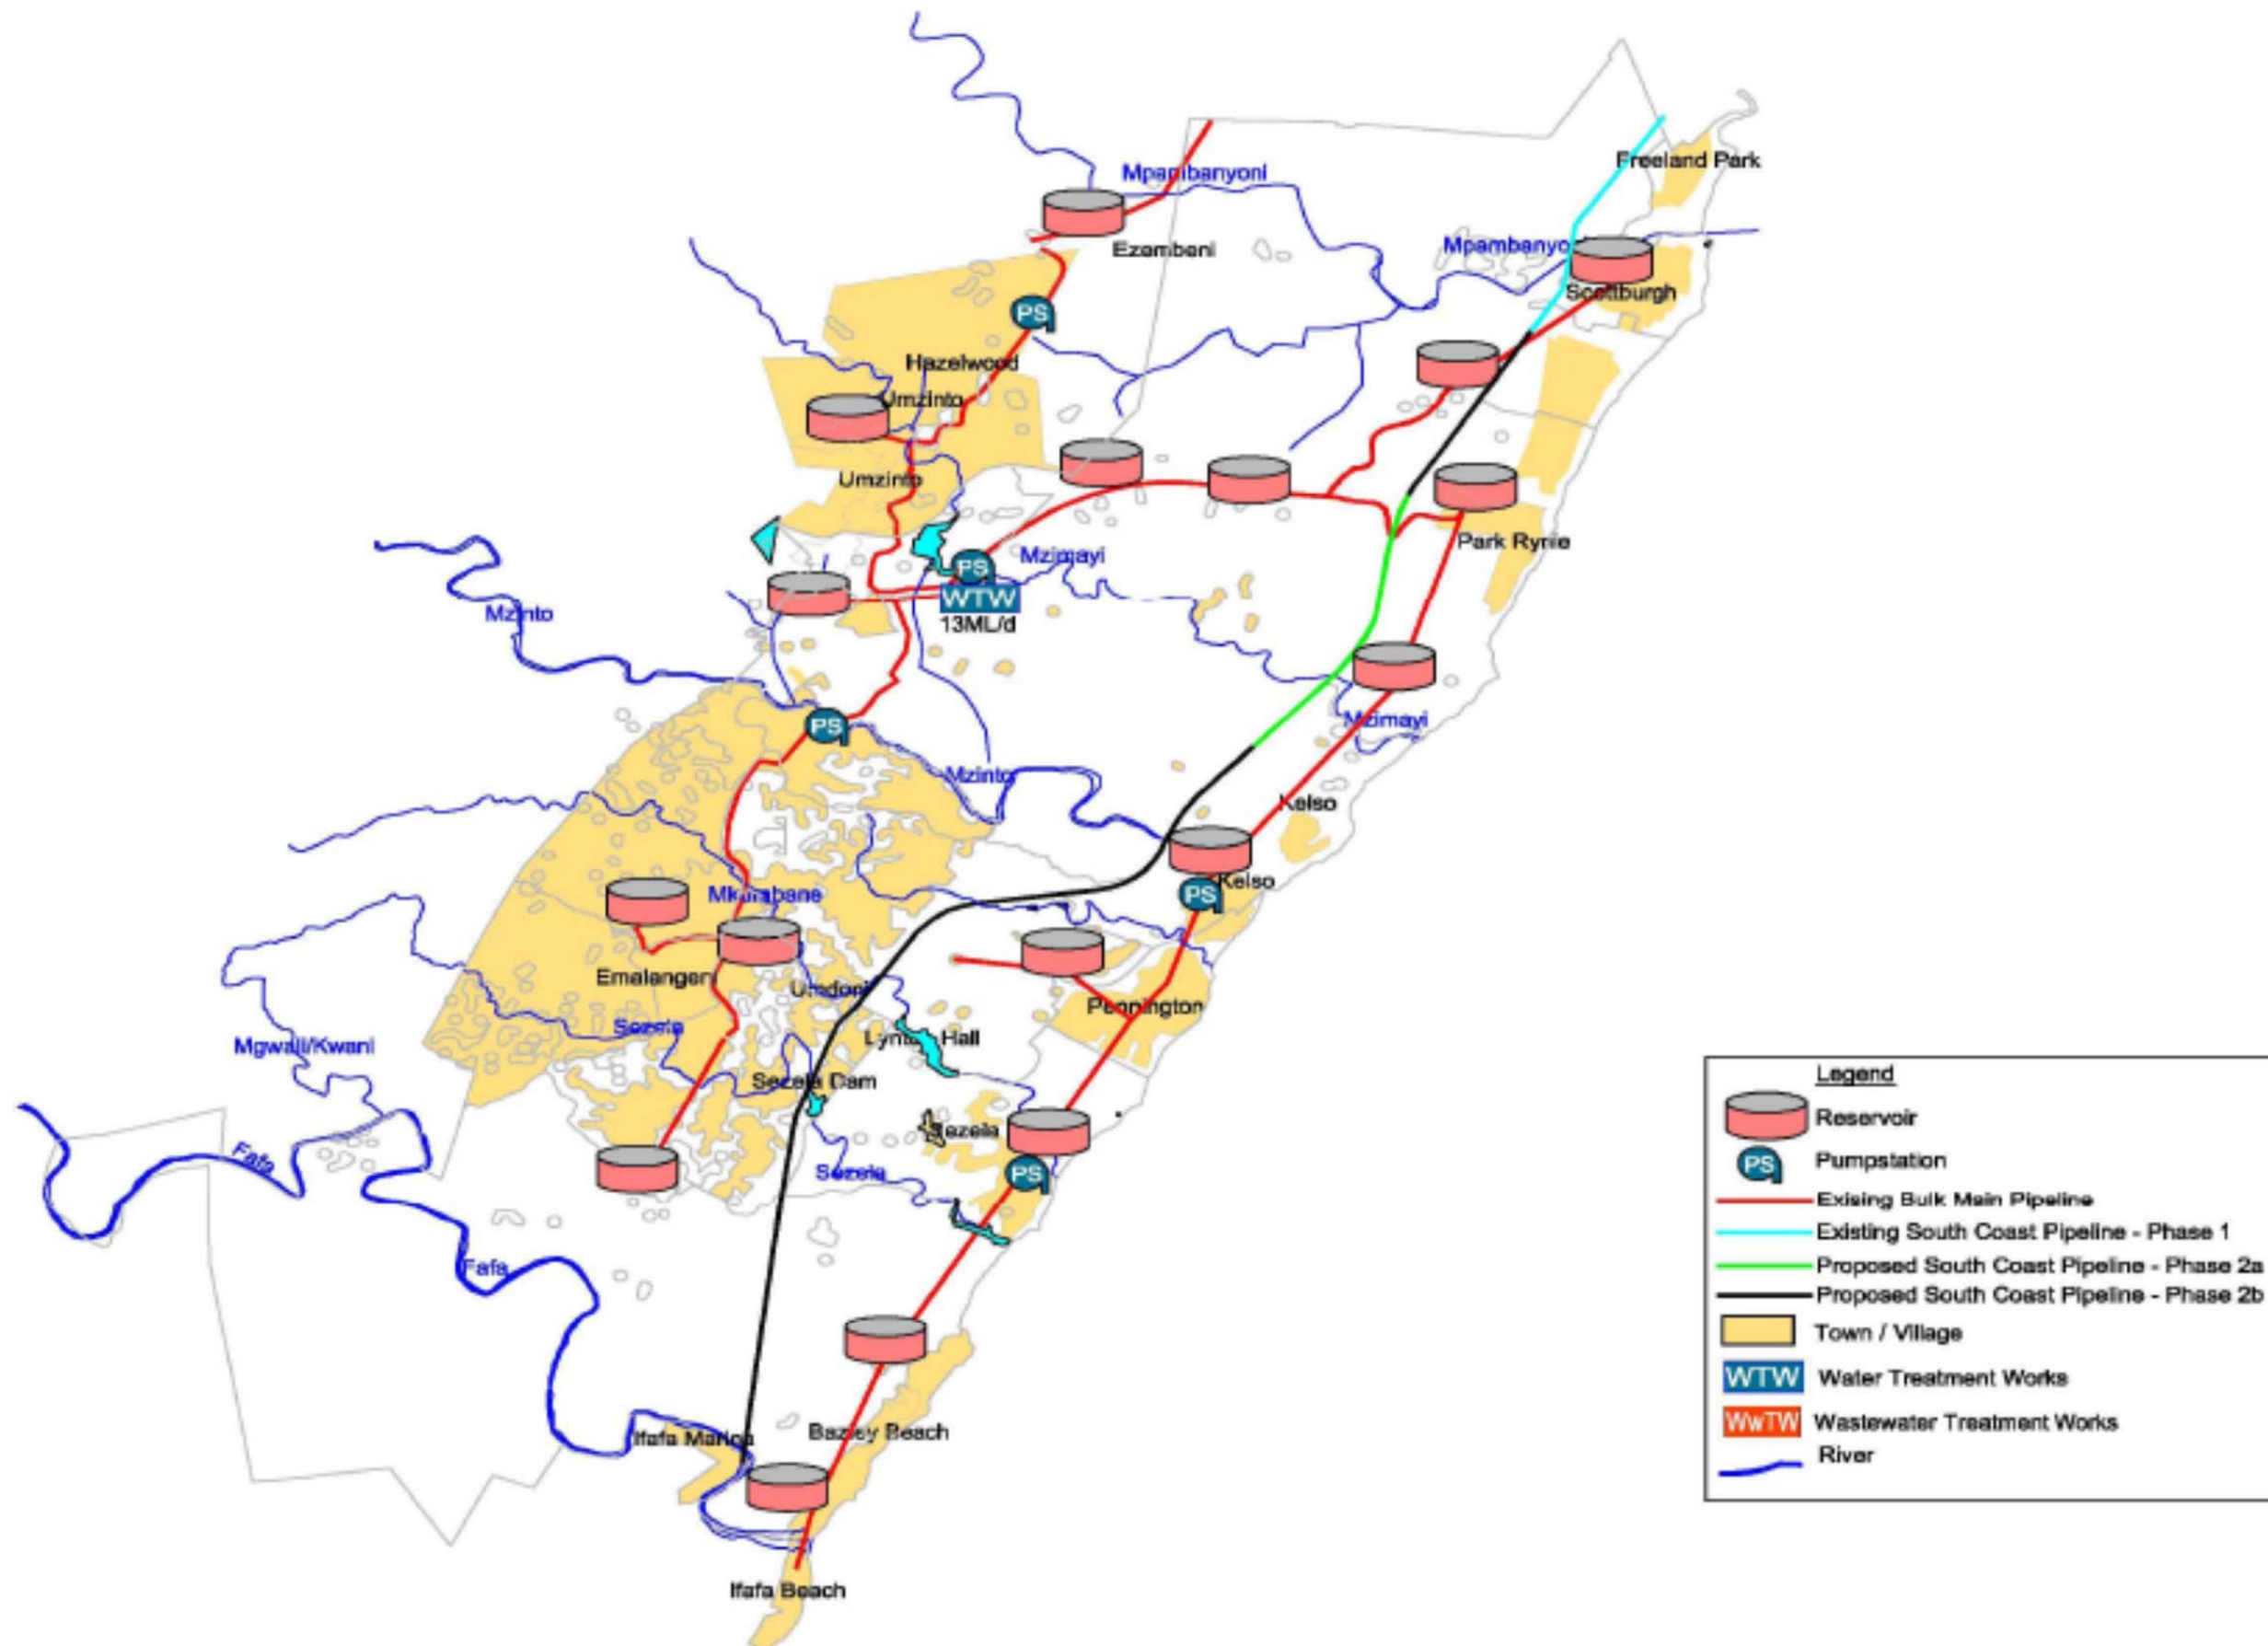 Freeland Park
Mpambanyoni
Ezembeni
Scottburgh
PS
Hazelwood
Umzinto
Umzinto
Park Rynie
Mzimayi
PS
WTW
13ML/d
Mzinto
Mzimayi
PS
Mzinto
Kelso
Kelso
PS
Emalangeni
Umdoni
Pennington
Sezela
Mgwali/Kwani
Sezela Dam
Sezela
Fafa
Sezela
PS
Fafa
Ifafa Marina
Bazley Beach
Ifafa Beach
Legend
Reservoir
PS
Pumpstation
Exising Bulk Main Pipeline
Existing South Coast Pipeline - Phase 1
Proposed South Coast Pipeline - Phase 2a
Proposed South Coast Pipeline - Phase 2b
Town / Village
WTW
Water Treatment Works
WwTW
Wastewater Treatment Works
River